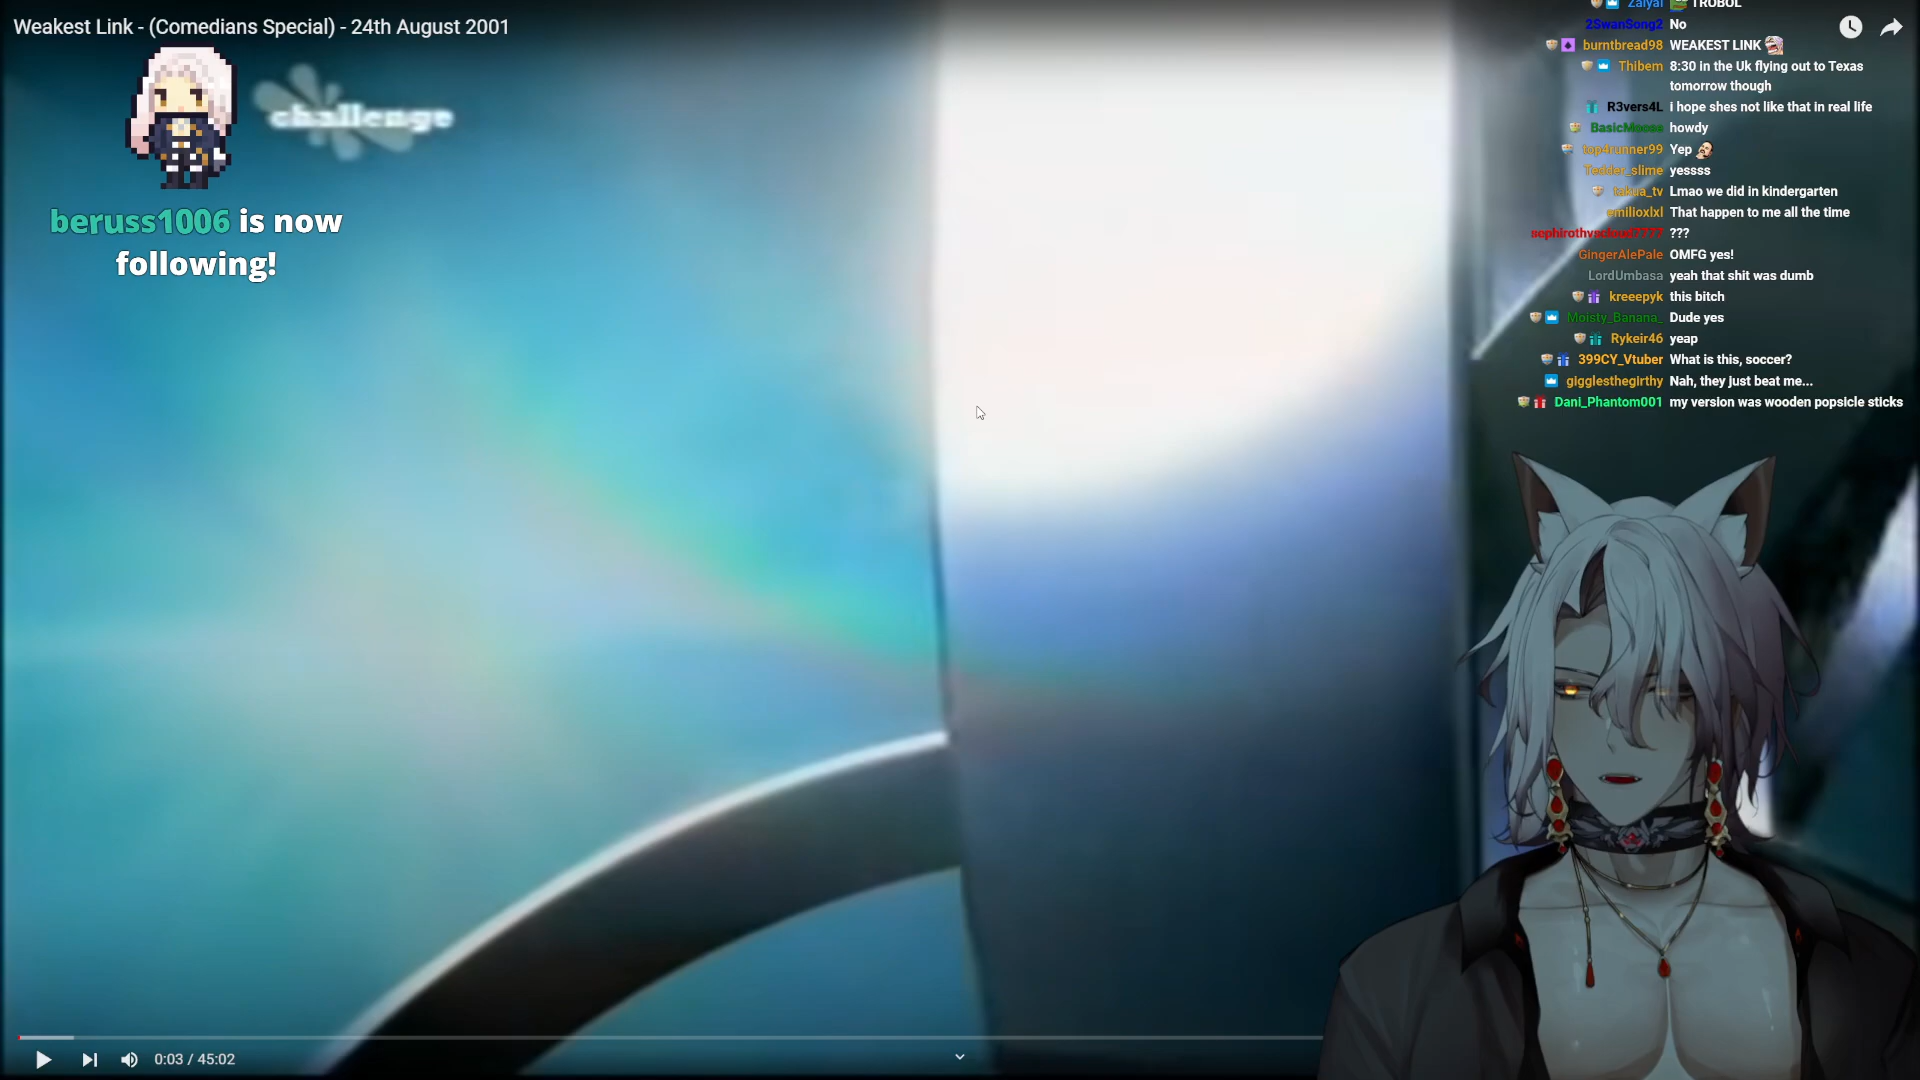 Weakest Link - (Comedians Special) - 24th August 2001
challenge
beruss1006 is now
following!
Zaiyal TROBOL
2SwanSong2 No
burntbread98 WEAKEST LINK
Thibem 8:30 in the Uk flying out to Texas
tomorrow though
R3vers4L i hope shes not like that in real life
BasicMoose howdy
top4runner99 Yep
Tedder_slime yessss
takua_tv Lmao we did in kindergarten
emilioxlxl That happen to me all the time
sephirothvscloud7777 ???
GingerAlePale OMFG yes!
LordUmbasa yeah that shit was dumb
kreeepyk this bitch
Moisty_Banana_ Dude yes
Rykeir46 yeap
399CY_Vtuber What is this, soccer?
gigglesthegirthy Nah, they just beat me...
Dani_Phantom001 my version was wooden popsicle sticks
0:03 / 45:02